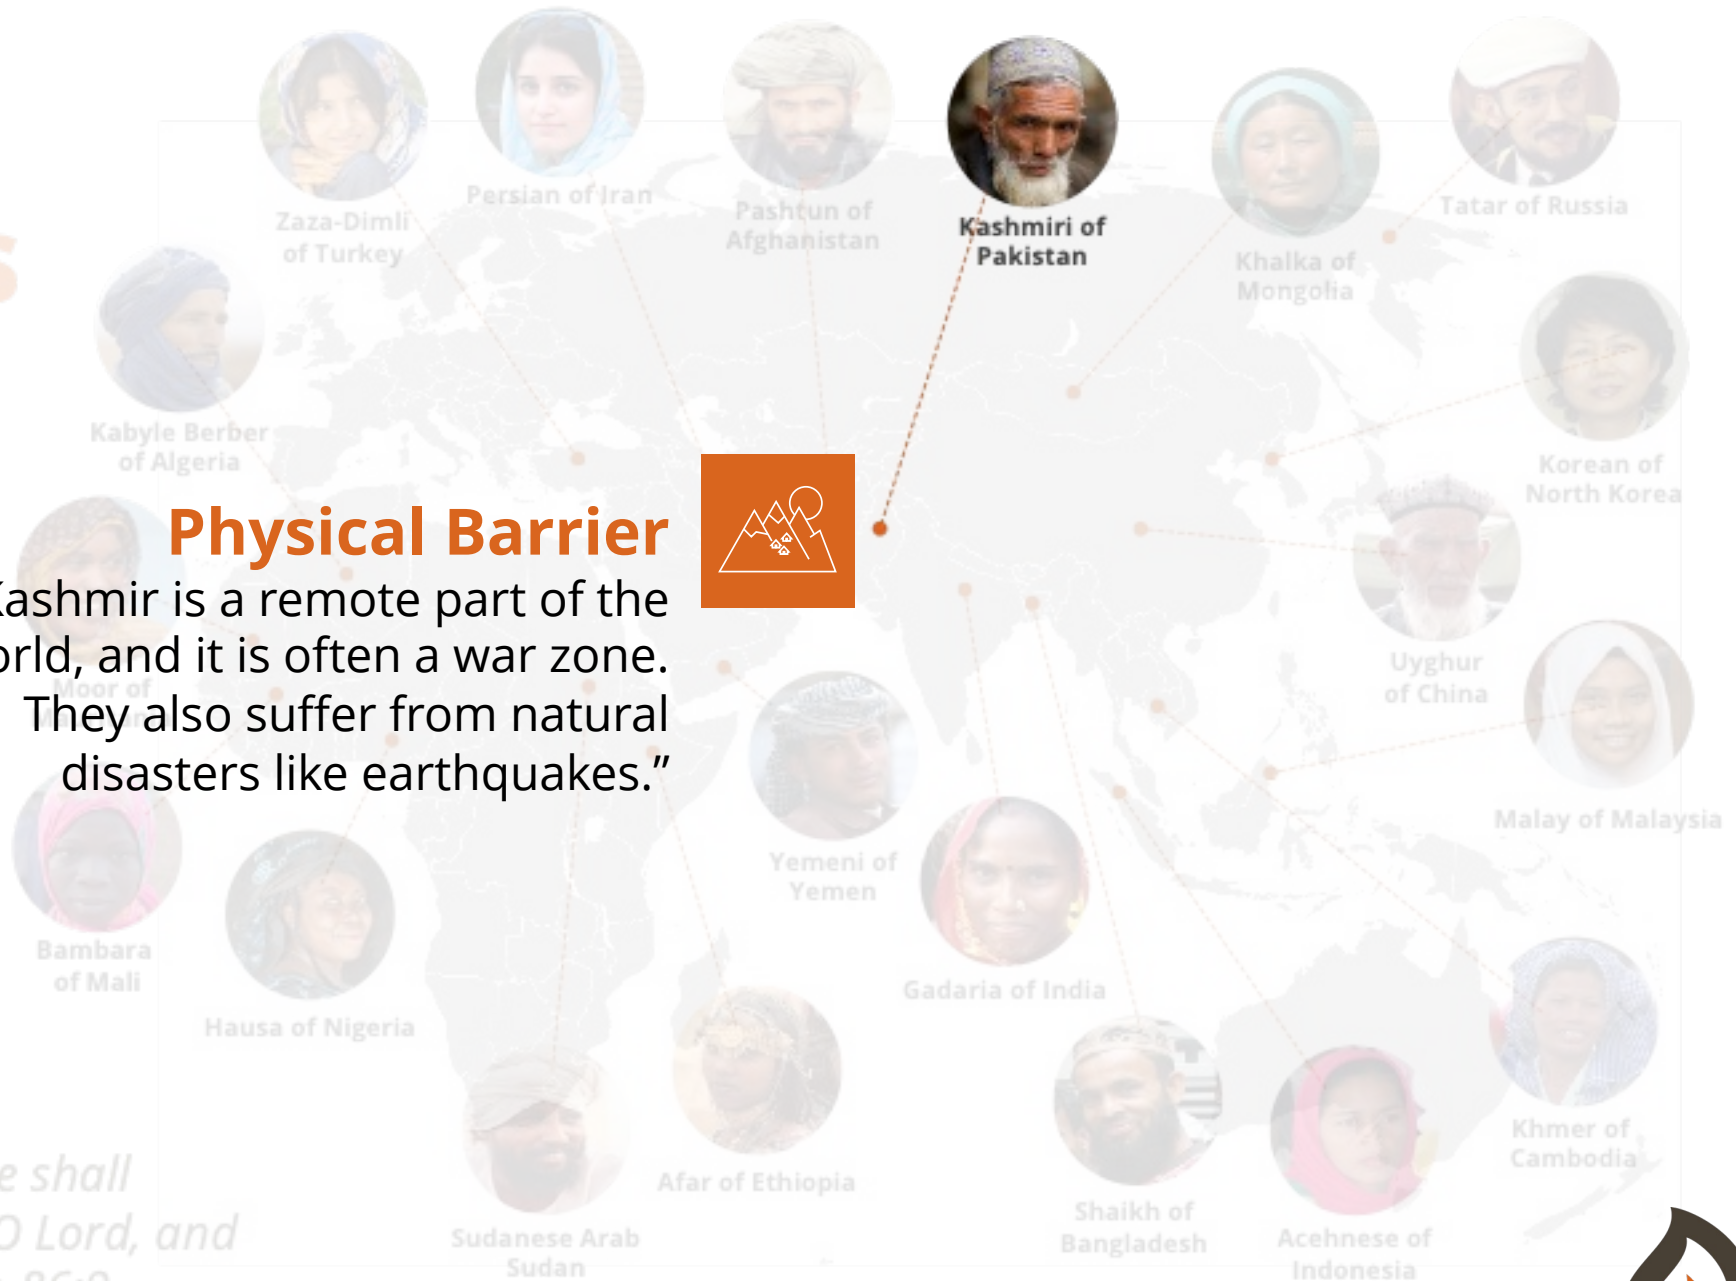 Zaza-Dimli
of Turkey
Persian of Iran
Pashtun of
Afghanistan
Kashmiri of
Pakistan
Khalka of
Mongolia
Tatar of Russia
Kabyle Berber
of Algeria
Korean of
North Korea
Physical Barrier
Kashmir is a remote part of the
orld, and it is often a war zone.
They also suffer from natural
disasters like earthquakes.”
Moor of
Uyghur
of China
Malay of Malaysia
Yemeni of
Yemen
Bambara
of Mali
Gadaria of India
Hausa of Nigeria
Khmer of
Cambodia
Afar of Ethiopia
Shaikh of
Bangladesh
Sudanese Arab
Sudan
Acehnese of
Indonesia
e shall
O Lord, and